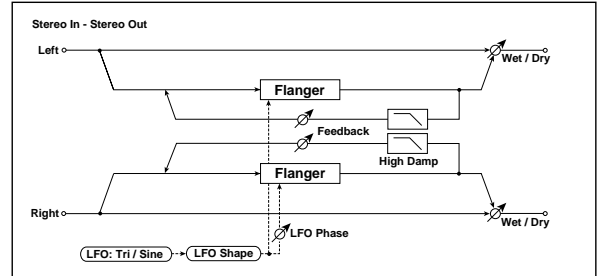 Stereo In - Stereo Out
Left
Wet / Dry
Flanger
Feedback
High Damp
Flanger
Right
Wet / Dry
LFO Phase
LFO: Tri / Sine
LFO Shape